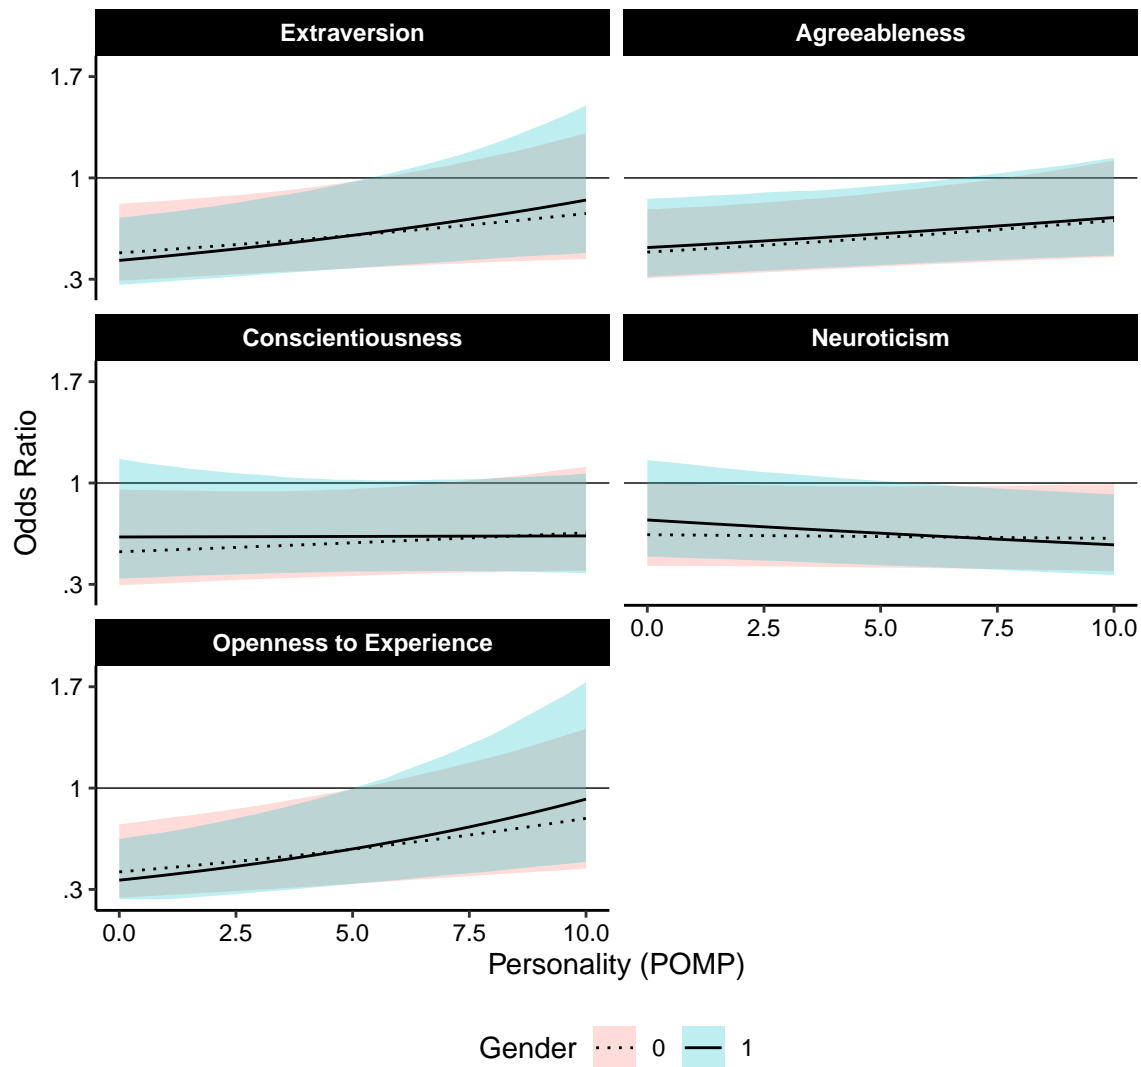 Extraversion
Agreeableness
1.7
1
.3
Conscientiousness
Neuroticism
1.7
1
.3
0.0 2.5 5.0 7.5 10.0
Openness to Experience
1.7
1
.3
0.0 2.5 5.0 7.5 10.0
Odds Ratio
Personality (POMP)
Gender 0 1